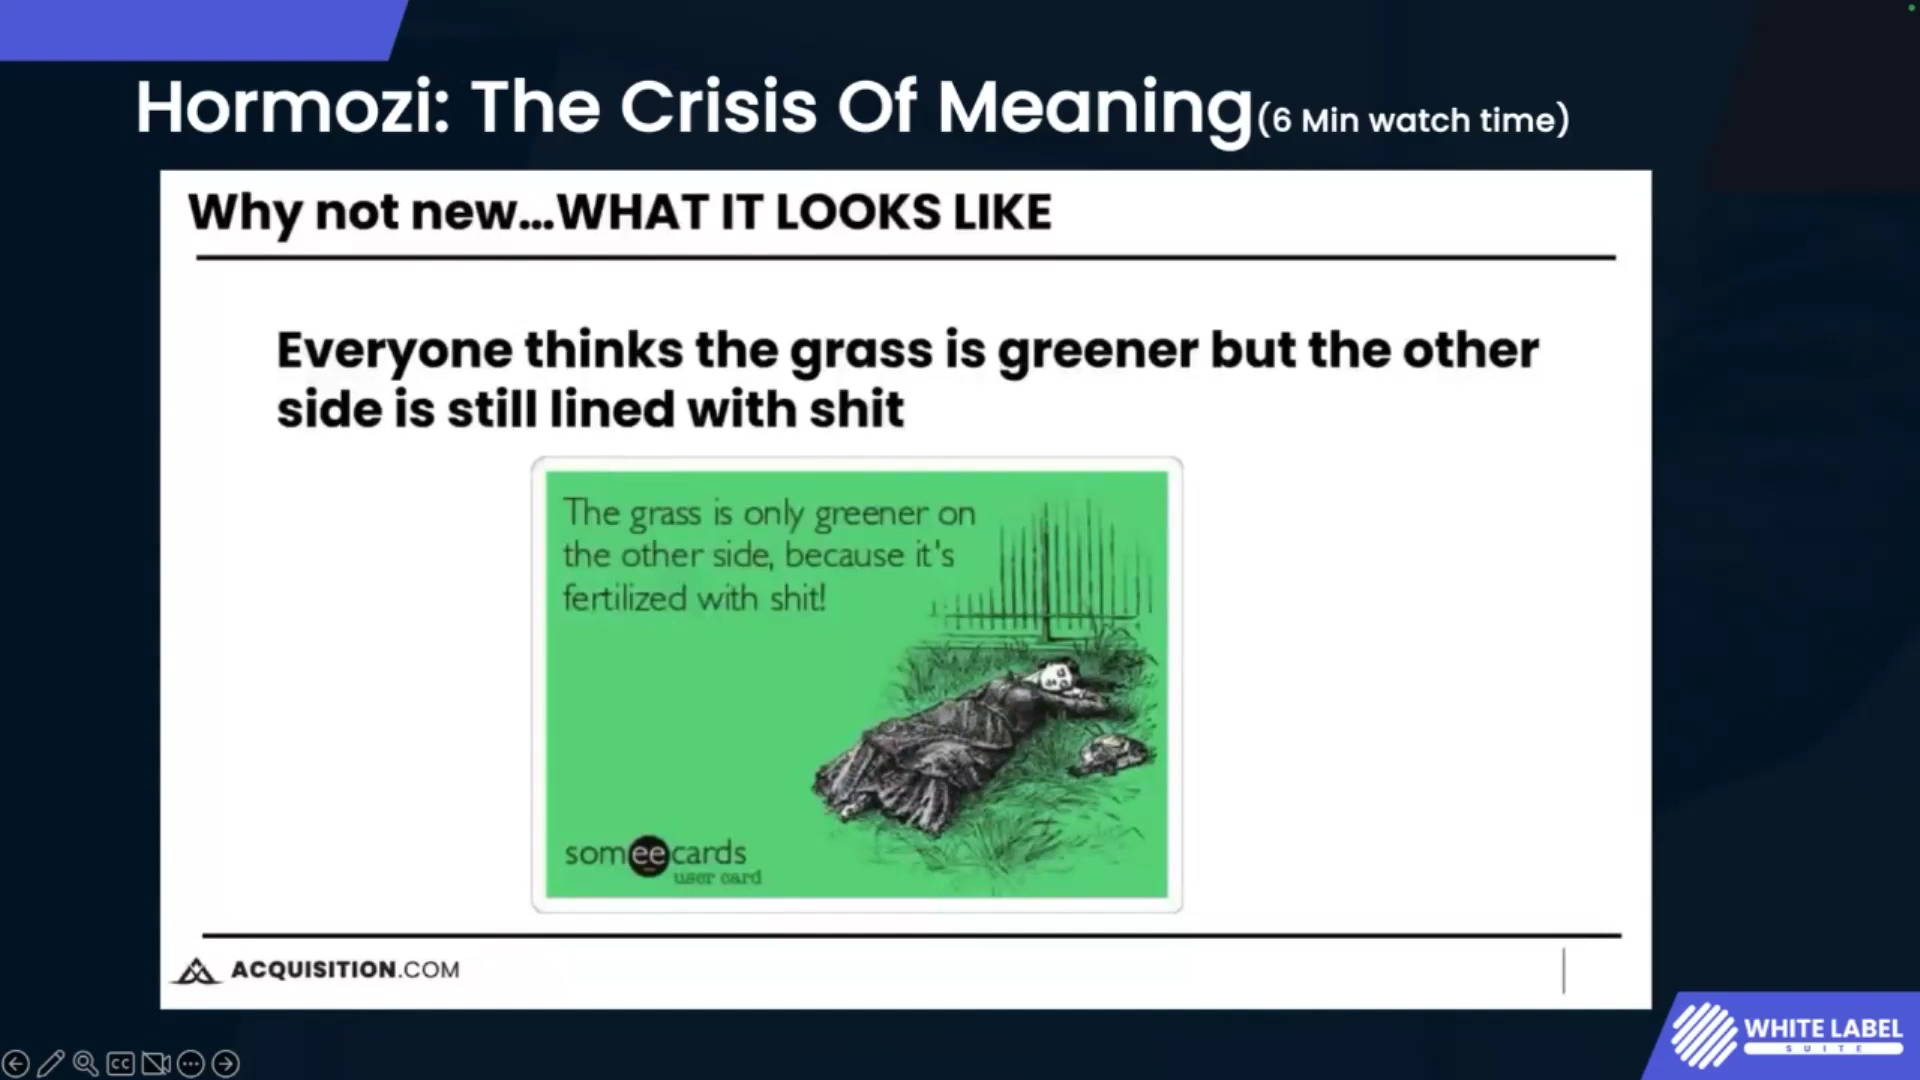 Hormozi: The Crisis Of Meaning(6 Min watch time)
Why not new...WHAT IT LOOKS LIKE
Everyone thinks the grass is greener but the other
side is still lined with shit
The grass is only greener on
the other side, because it's
fertilized with shit!
someecards
user card
ACQUISITION.COM
WHITE LABEL
SUITE
CC